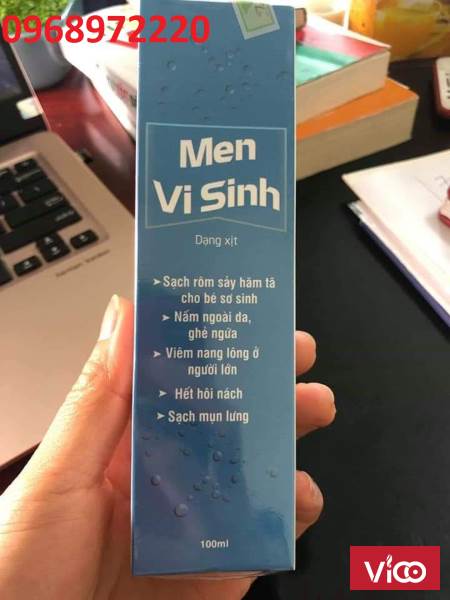 0968972220
Men
Vi Sinh
Dạng xịt
➤Sạch rôm sảy hăm tã
cho bé sơ sinh
➤ Nấm ngoài da,
ghẻ ngứa
➤ Viêm nang lông ở
người lớn
➤ Hết hôi nách
➤ Sạch mụn lưng
100ml
Vico